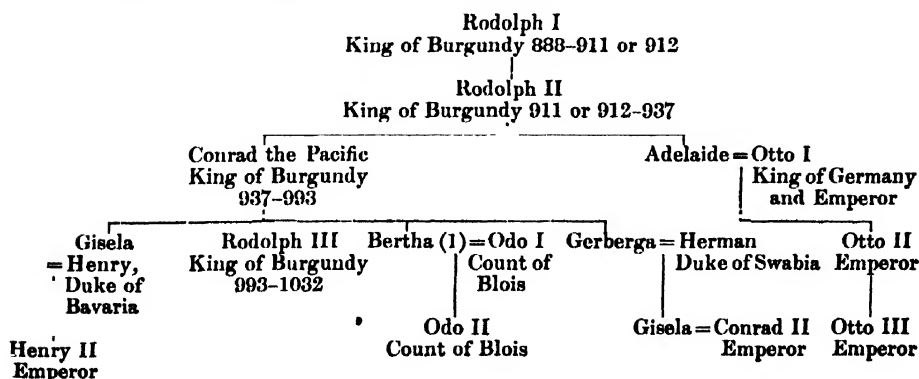 Rodolph I
King of Burgundy 888–911 or 912
Rodolph II
King of Burgundy 911 or 912–937
Conrad the Pacific
King of Burgundy
937–993
Adelaide = Otto I
King of Germany
and Emperor
Gisela
= Henry,
Duke of
Bavaria
Rodolph III
King of Burgundy
993–1032
Bertha (1) = Odo I
Count of
Blois
Gerberga = Herman
Duke of Swabia
Otto II
Emperor
Henry II
Emperor
Odo II
Count of Blois
Gisela = Conrad II
Emperor
Otto III
Emperor